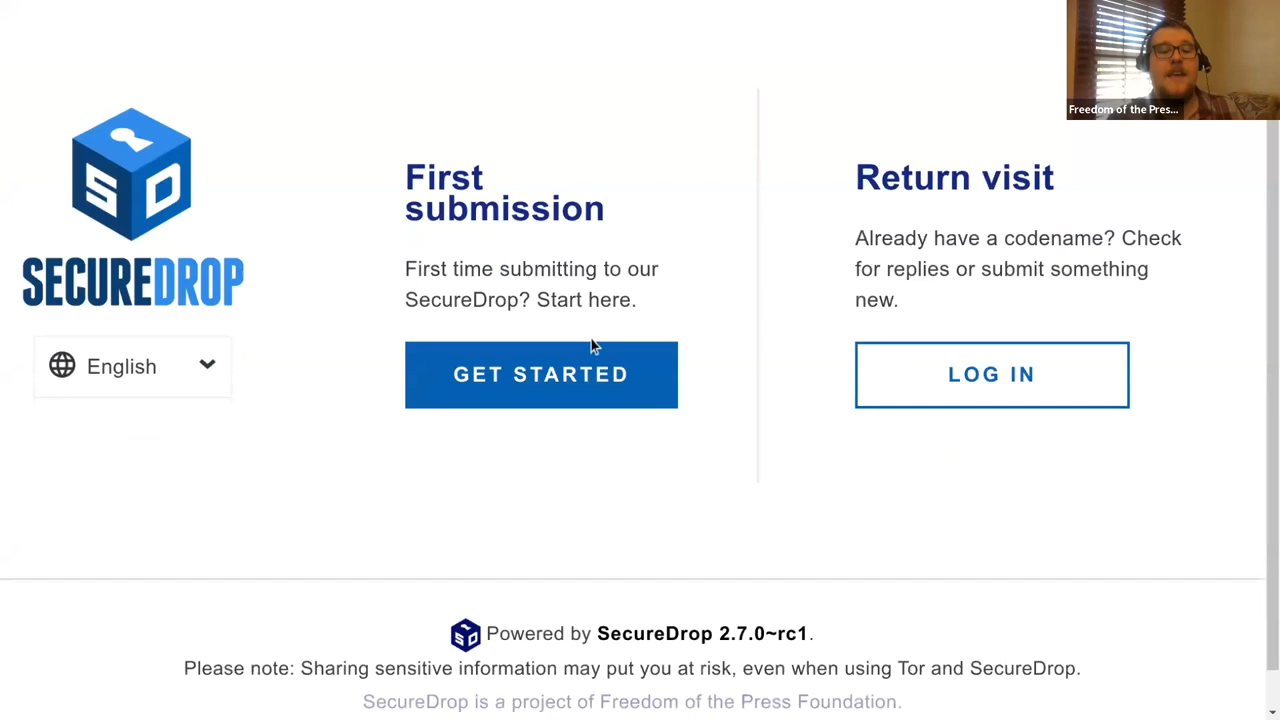 Freedom of the Pres...
SD
SECUREDROP
English
First
submission
First time submitting to our
SecureDrop? Start here.
GET STARTED
Return visit
Already have a codename? Check
for replies or submit something
new.
LOG IN
SD Powered by SecureDrop 2.7.0~rc1.
Please note: Sharing sensitive information may put you at risk, even when using Tor and SecureDrop.
SecureDrop is a project of Freedom of the Press Foundation.